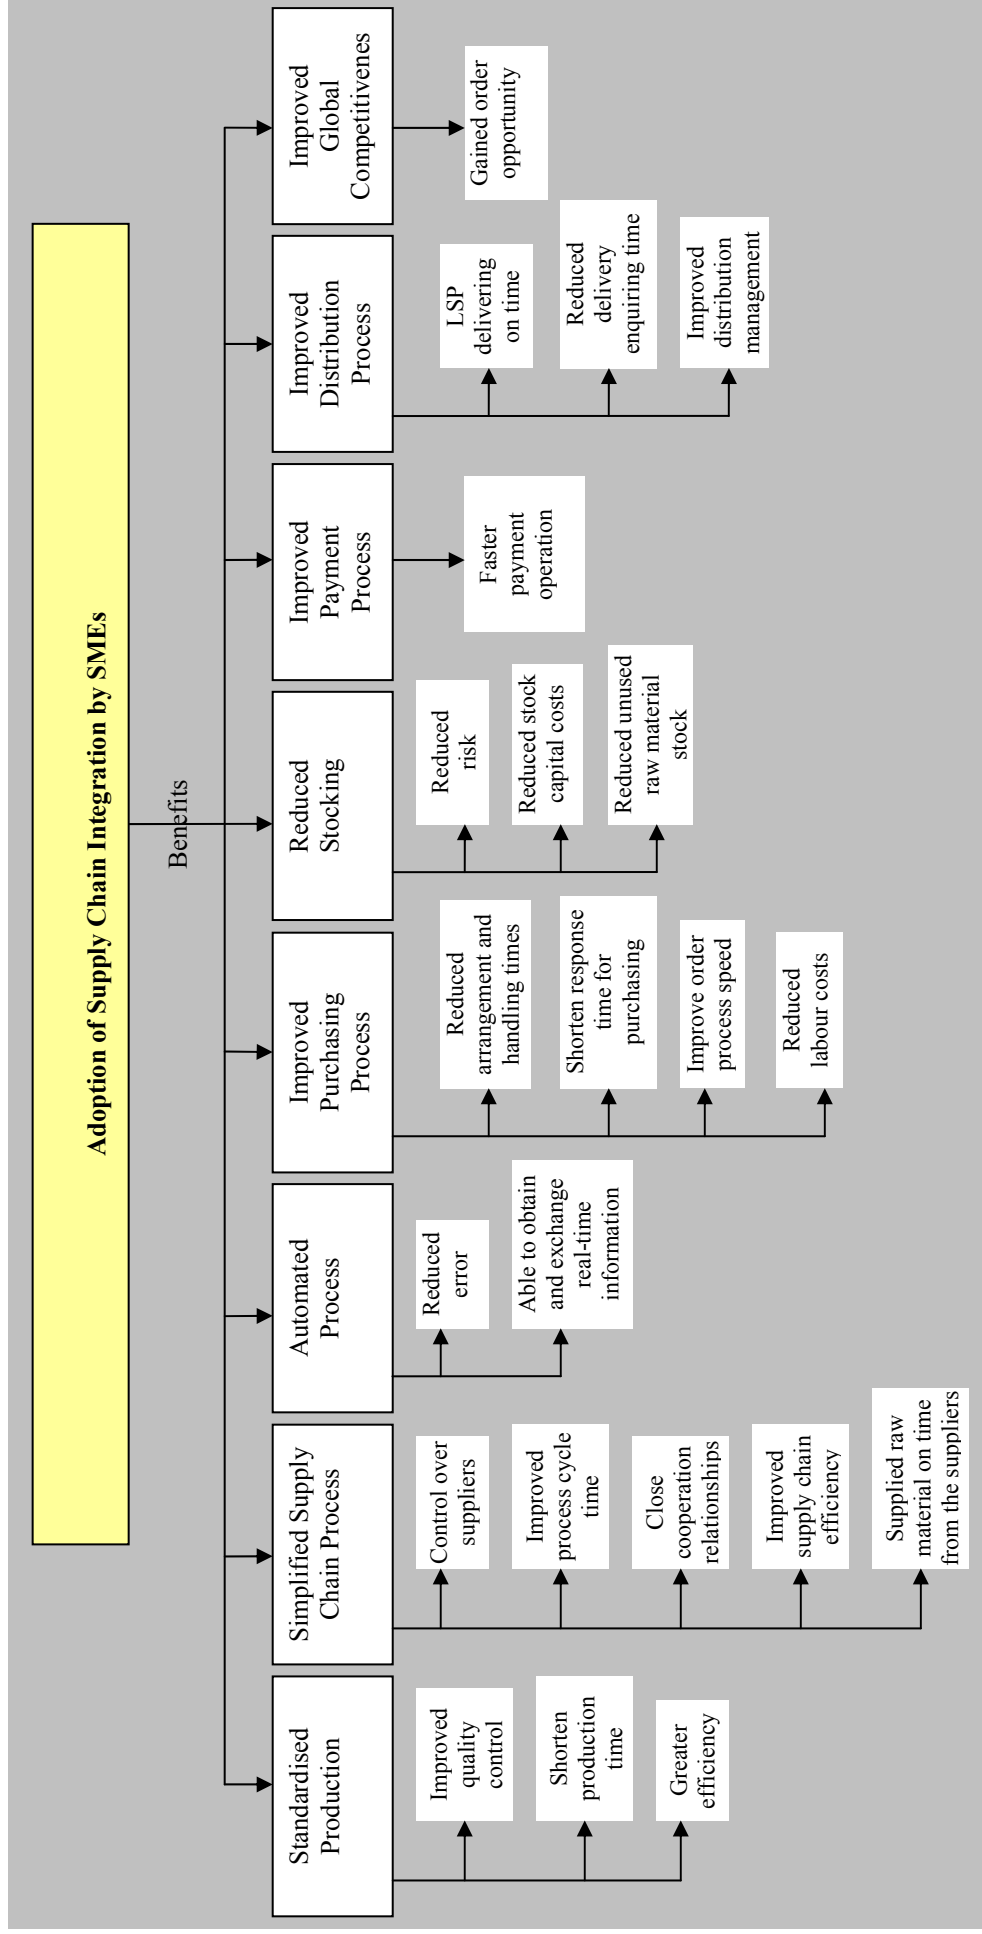 Adoption of Supply Chain Integration by SMEs
Benefits
Standardised
Production
Improved
quality
control
Shorten
production
time
Greater
efficiency
Simplified Supply
Chain Process
Control over
suppliers
Improved
process cycle
time
Close
cooperation
relationships
Improved
supply chain
efficiency
Supplied raw
material on time
from the suppliers
Automated
Process
Reduced
error
Able to obtain
and exchange
real-time
information
Improved
Purchasing
Process
Reduced
arrangement and
handling times
Shorten response
time for
purchasing
Improve order
process speed
Reduced
labour costs
Reduced
Stocking
Reduced
risk
Reduced stock
capital costs
Reduced unused
raw material
stock
Improved
Payment
Process
Faster
payment
operation
Improved
Distribution
Process
LSP
delivering
on time
Reduced
delivery
enquiring time
Improved
distribution
management
Improved
Global
Competitivenes
Gained order
opportunity